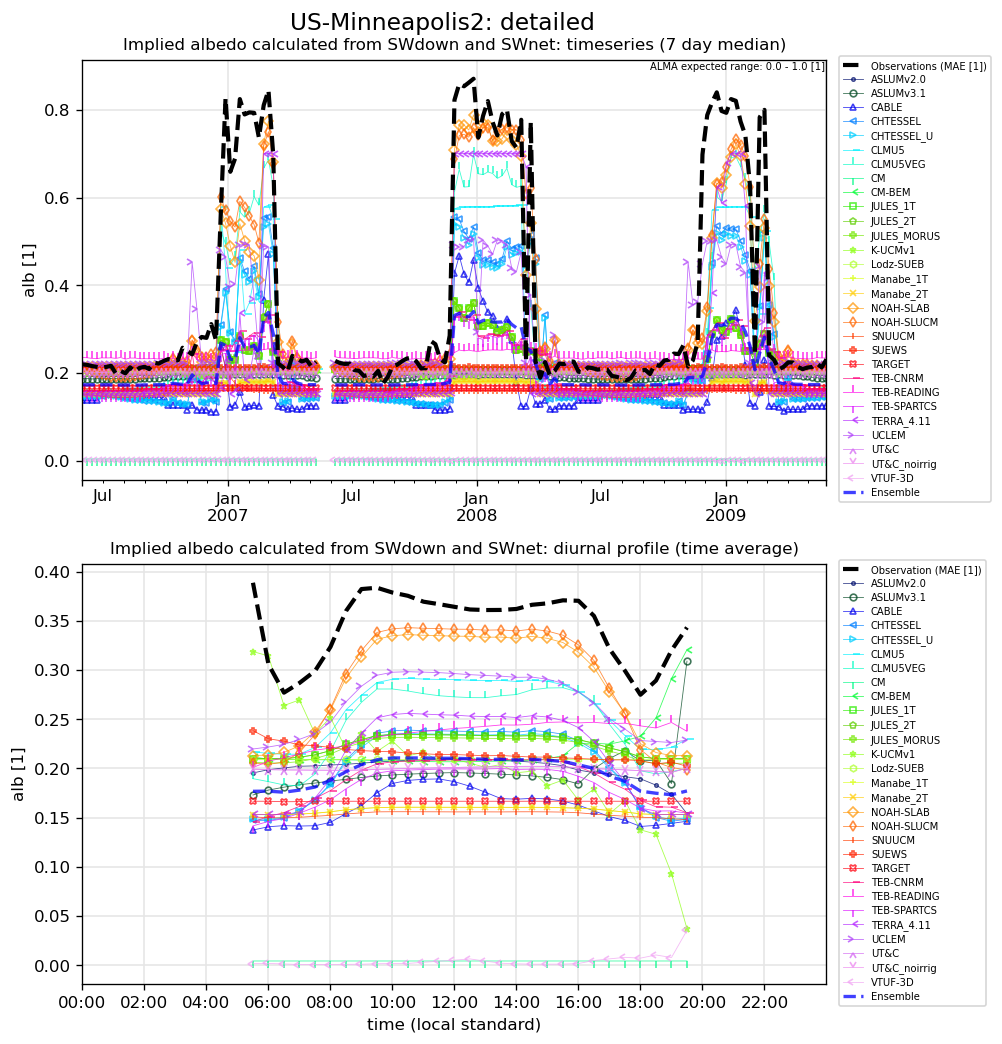 US-Minneapolis2: detailed
Implied albedo calculated from SWdown and SWnet: timeseries (7 day median)
ALMA expected range: 0.0 - 1.0 [1]
0.8
0.6
0.4
0.2
0.0
alb [1]
Jul
Jan
2007
Jul
Jan
2008
Jul
Jan
2009
Observations (MAE [1])
ASLUMv2.0
ASLUMv3.1
CABLE
CHTESSEL
CHTESSEL_U
CLMU5
CLMU5VEG
CM
CM-BEM
JULES_1T
JULES_2T
JULES_MORUS
K-UCMv1
Lodz-SUEB
Manabe_1T
Manabe_2T
NOAH-SLAB
NOAH-SLUCM
SNUUCM
SUEWS
TARGET
TEB-CNRM
TEB-READING
TEB-SPARTCS
TERRA_4.11
UCLEM
UT&C
UT&C_noirrig
VTUF-3D
Ensemble
Implied albedo calculated from SWdown and SWnet: diurnal profile (time average)
0.40
0.35
0.30
0.25
0.20
0.15
0.10
0.05
0.00
alb [1]
00:00 02:00 04:00 06:00 08:00 10:00 12:00 14:00 16:00 18:00 20:00 22:00
time (local standard)
Observation (MAE [1])
ASLUMv2.0
ASLUMv3.1
CABLE
CHTESSEL
CHTESSEL_U
CLMU5
CLMU5VEG
CM
CM-BEM
JULES_1T
JULES_2T
JULES_MORUS
K-UCMv1
Lodz-SUEB
Manabe_1T
Manabe_2T
NOAH-SLAB
NOAH-SLUCM
SNUUCM
SUEWS
TARGET
TEB-CNRM
TEB-READING
TEB-SPARTCS
TERRA_4.11
UCLEM
UT&C
UT&C_noirrig
VTUF-3D
Ensemble